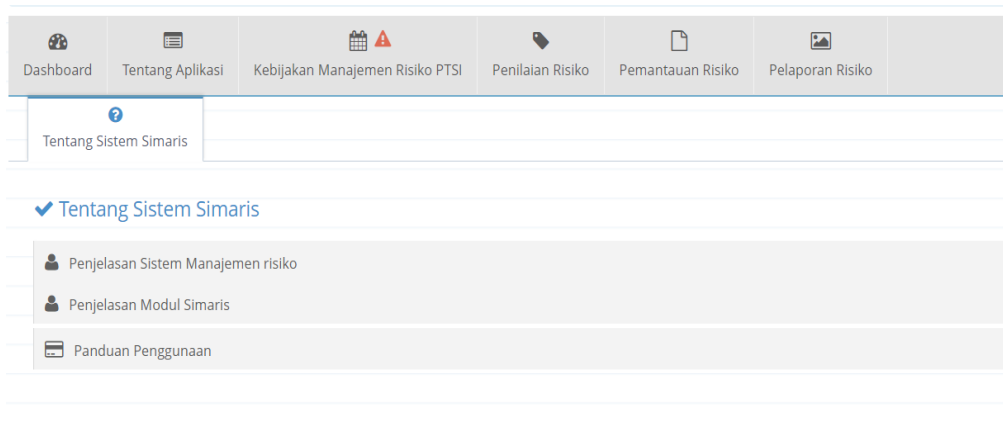 Dashboard
Tentang Aplikasi
Kebijakan Manajemen Risiko PTSI
Penilaian Risiko
Pemantauan Risiko
Pelaporan Risiko
Tentang Sistem Simaris
Tentang Sistem Simaris
Penjelasan Sistem Manajemen risiko
Penjelasan Modul Simaris
Panduan Penggunaan